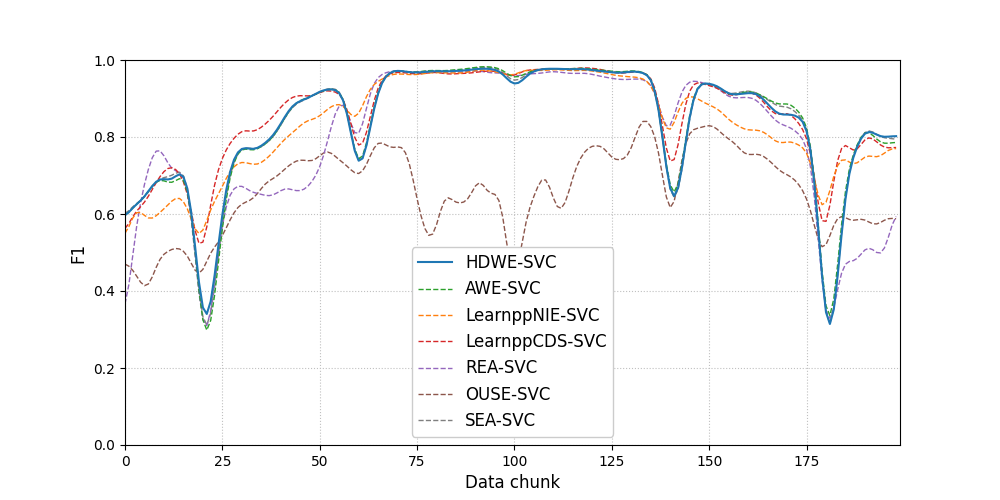 1.0
0.8
0.6
0.4
0.2
0.0
F1
HDWE-SVC
AWE-SVC
LearnppNIE-SVC
LearnppCDS-SVC
REA-SVC
OUSE-SVC
SEA-SVC
0 25 50 75 100 125 150 175
Data chunk